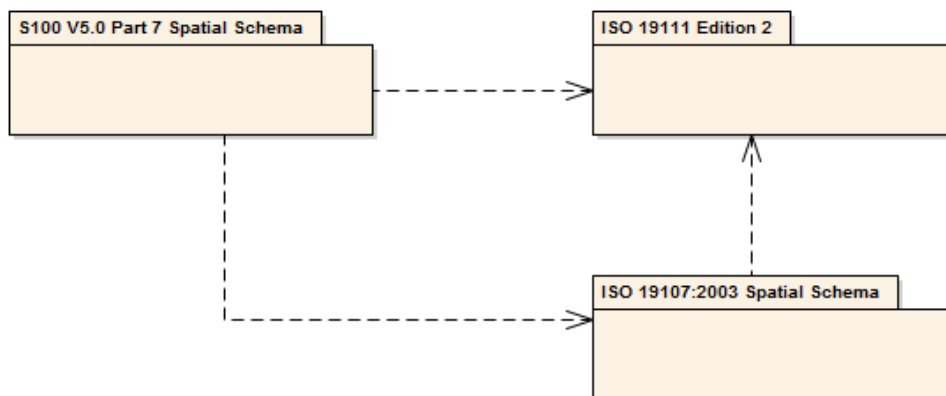 S100 V5.0 Part 7 Spatial Schema
ISO 19111 Edition 2
ISO 19107:2003 Spatial Schema